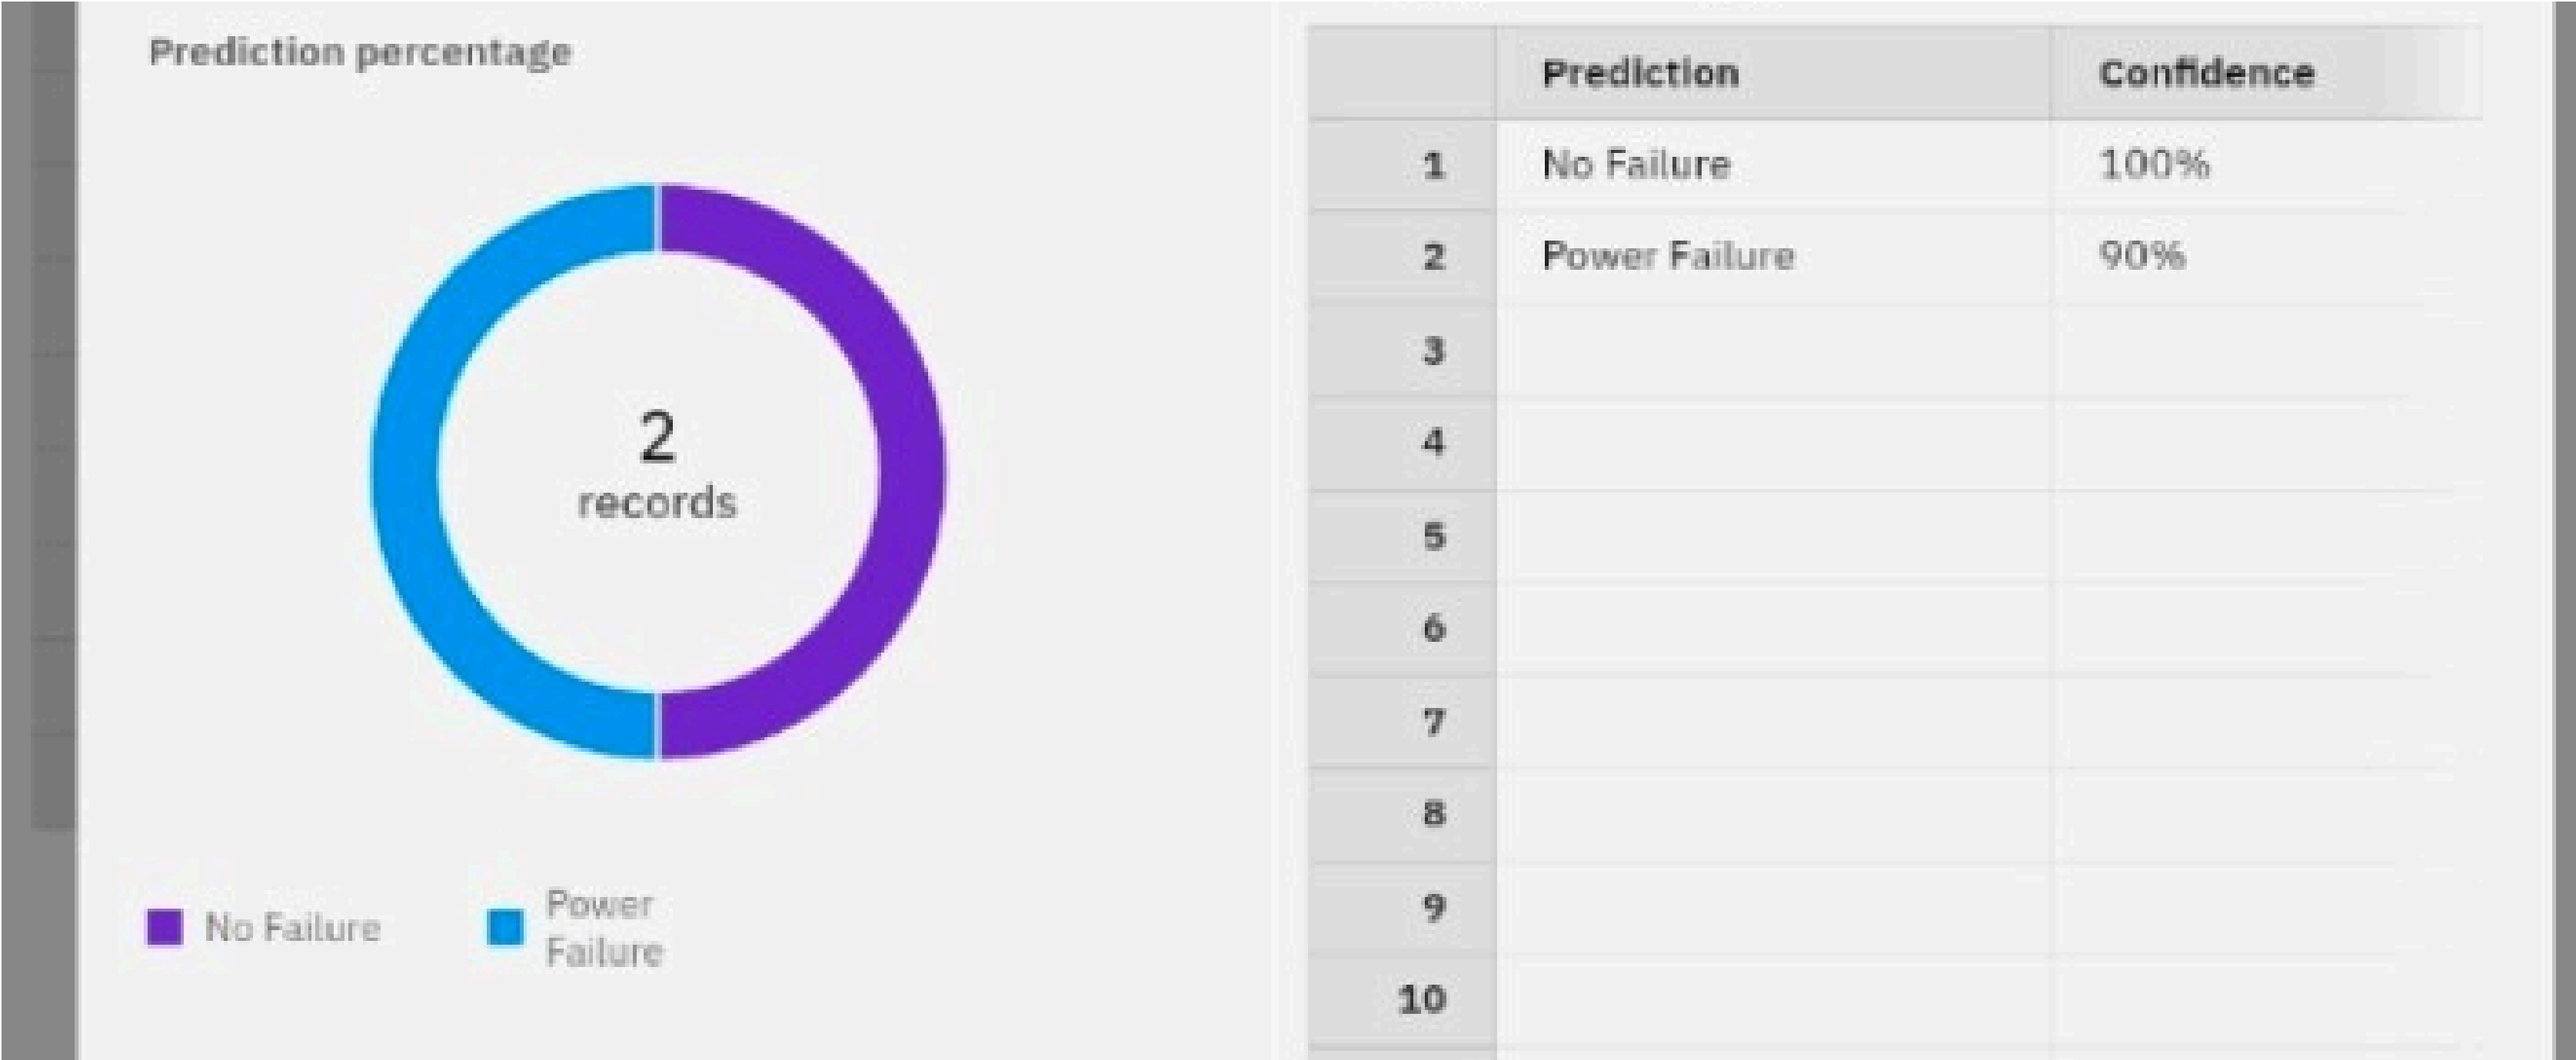 Prediction percentage
2
records
No Failure
Power
Failure
Prediction Confidence
1 No Failure 100%
2 Power Failure 90%
3
4
5
6
7
8
9
10